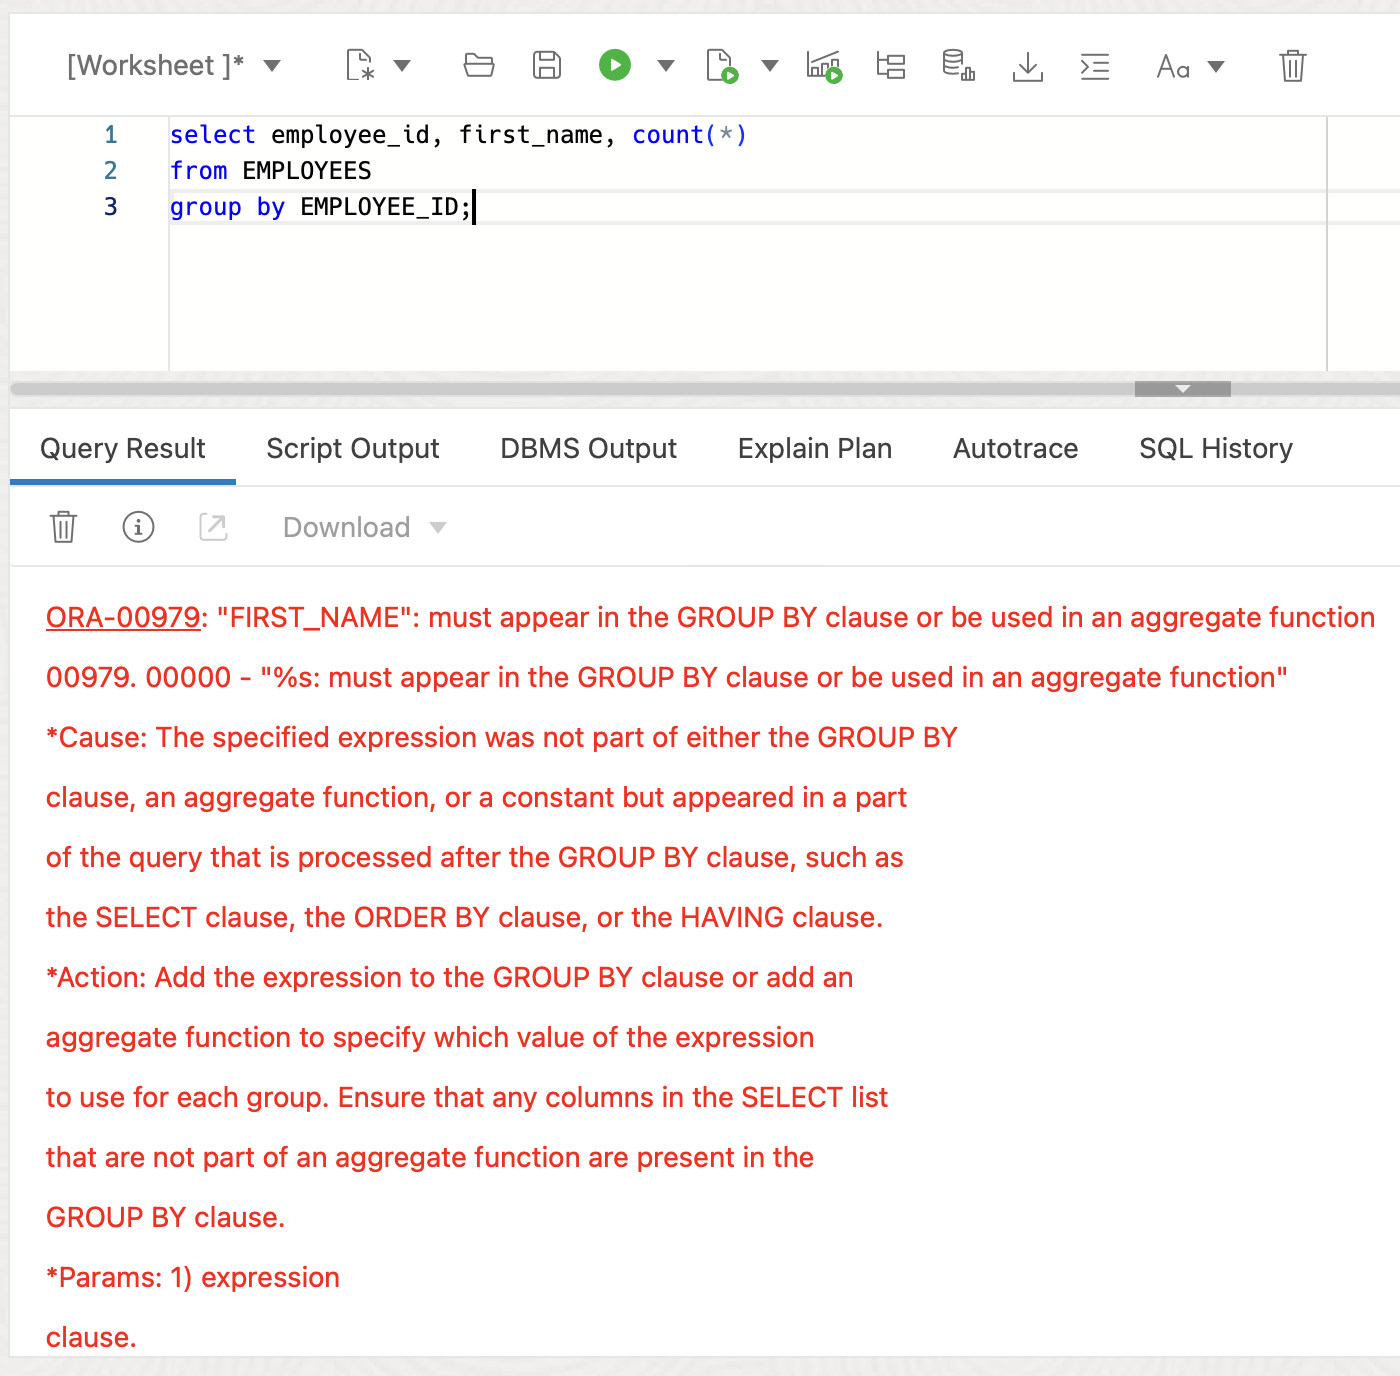 [Worksheet ]*
Aa
1 select employee_id, first_name, count(*)
2 from EMPLOYEES
3 group by EMPLOYEE_ID;
Query Result Script Output DBMS Output Explain Plan Autotrace SQL History
Download
ORA-00979: "FIRST_NAME": must appear in the GROUP BY clause or be used in an aggregate function
00979. 00000 - "%s: must appear in the GROUP BY clause or be used in an aggregate function"
*Cause: The specified expression was not part of either the GROUP BY
clause, an aggregate function, or a constant but appeared in a part
of the query that is processed after the GROUP BY clause, such as
the SELECT clause, the ORDER BY clause, or the HAVING clause.
*Action: Add the expression to the GROUP BY clause or add an
aggregate function to specify which value of the expression
to use for each group. Ensure that any columns in the SELECT list
that are not part of an aggregate function are present in the
GROUP BY clause.
*Params: 1) expression
clause.